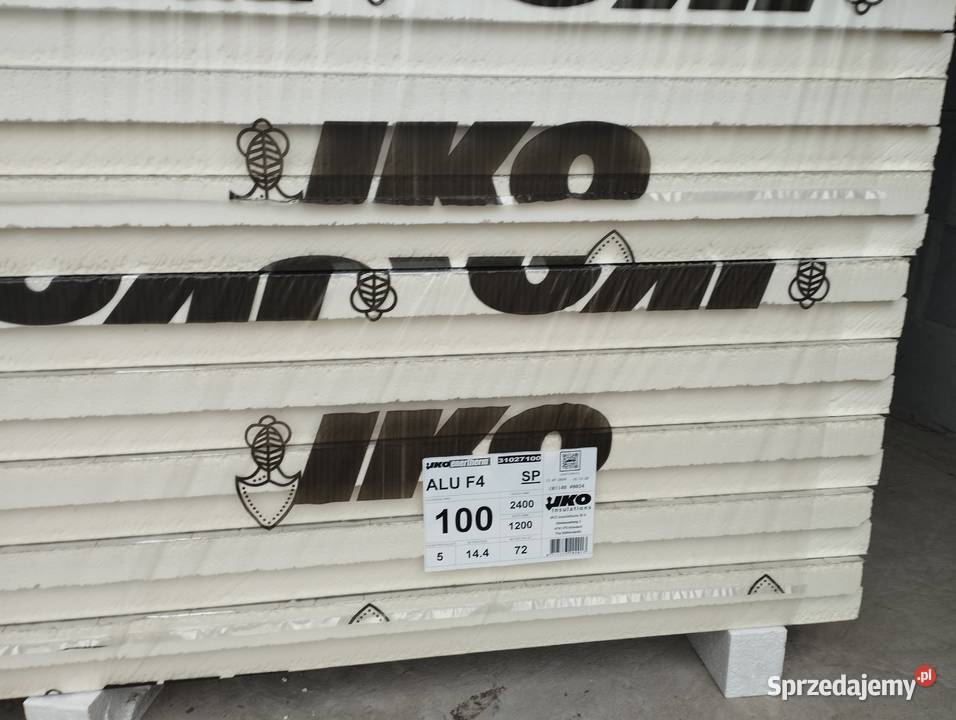 IKO
IKO
IKO
IKO
IKO enertherm 31027100
ALU F4 SP
100
2400
1200
IKO
insulations
5 14.4 72
Sprzedajemy.pl